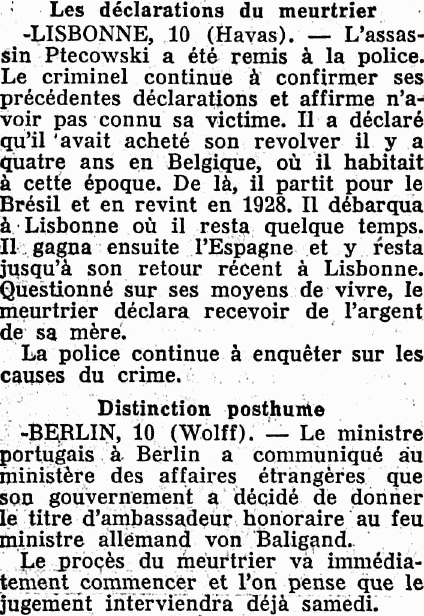 Les déclarations du meurtrier
-LISBONNE, 10 (Havas). — L'assas-
sin Ptecowski a été remis à la police.
Le criminel continue à confirmer ses
précédentes déclarations et affirme n'a-
voir pas connu sa victime. Il a déclaré
qu'il avait acheté son revolver il y a
quatre ans en Belgique, où il habitait
à cette époque. De là, il partit pour le
Brésil et en revint en 1928. Il débarqua
à Lisbonne où il resta quelque temps.
Il gagna ensuite l'Espagne et y resta
jusqu'à son retour récent à Lisbonne.
Questionné sur ses moyens de vivre, le
meurtrier déclara recevoir de l'argent
de sa mère.
La police continue à enquêter sur les
causes du crime.
Distinction posthume
-BERLIN, 10 (Wolff). — Le ministre
portugais à Berlin a communiqué au
ministère des affaires étrangères que
son gouvernement a décidé de donner
le titre d'ambassadeur honoraire au feu
ministre allemand von Baligand.
Le procès du meurtrier va immédia-
tement commencer et l'on pense que le
jugement interviendra déjà samedi.